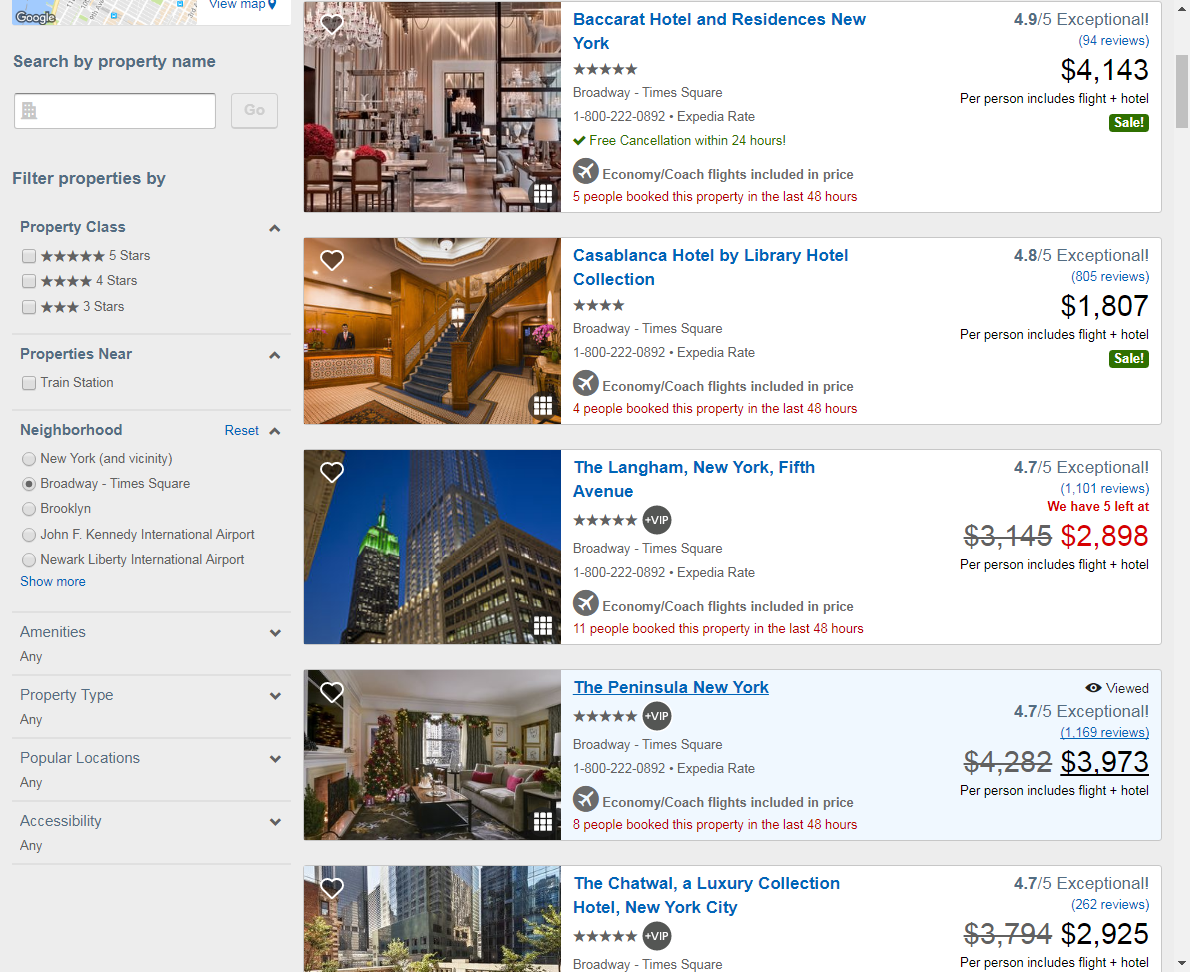 Google
View map
Search by property name
Go
Filter properties by
Property Class
★★★★★ 5 Stars
★★★★ 4 Stars
★★★ 3 Stars
Properties Near
Train Station
Neighborhood Reset
New York (and vicinity)
Broadway - Times Square
Brooklyn
John F. Kennedy International Airport
Newark Liberty International Airport
Show more
Amenities
Any
Property Type
Any
Popular Locations
Any
Accessibility
Any
Baccarat Hotel and Residences New
York
★★★★★
Broadway - Times Square
1-800-222-0892 • Expedia Rate
Free Cancellation within 24 hours!
Economy/Coach flights included in price
5 people booked this property in the last 48 hours
4.9/5 Exceptional!
(94 reviews)
$4,143
Per person includes flight + hotel
Sale!
Casablanca Hotel by Library Hotel
Collection
★★★★
Broadway - Times Square
1-800-222-0892 • Expedia Rate
Economy/Coach flights included in price
4 people booked this property in the last 48 hours
4.8/5 Exceptional!
(805 reviews)
$1,807
Per person includes flight + hotel
Sale!
The Langham, New York, Fifth
Avenue
★★★★★ +VIP
Broadway - Times Square
1-800-222-0892 • Expedia Rate
Economy/Coach flights included in price
11 people booked this property in the last 48 hours
4.7/5 Exceptional!
(1,101 reviews)
We have 5 left at
$3,145 $2,898
Per person includes flight + hotel
The Peninsula New York
★★★★★ +VIP
Broadway - Times Square
1-800-222-0892 • Expedia Rate
Economy/Coach flights included in price
8 people booked this property in the last 48 hours
Viewed
4.7/5 Exceptional!
(1,169 reviews)
$4,282 $3,973
Per person includes flight + hotel
The Chatwal, a Luxury Collection
Hotel, New York City
★★★★★ +VIP
Broadway - Times Square
4.7/5 Exceptional!
(262 reviews)
$3,794 $2,925
Per person includes flight + hotel